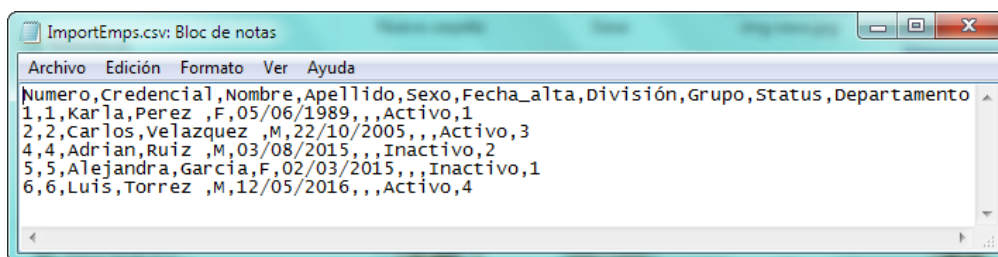 ImportEmps.csv: Bloc de notas
Archivo Edición Formato Ver Ayuda
Numero,Credencial,Nombre,Apellido,Sexo,Fecha_alta,División,Grupo,Status,Departamento
1,1,Karla,Perez ,F,05/06/1989,,,Activo,1
2,2,Carlos,Velazquez ,M,22/10/2005,,,Activo,3
4,4,Adrian,Ruiz ,M,03/08/2015,,,Inactivo,2
5,5,Alejandra,Garcia,F,02/03/2015,,,Inactivo,1
6,6,Luis,Torrez ,M,12/05/2016,,,Activo,4